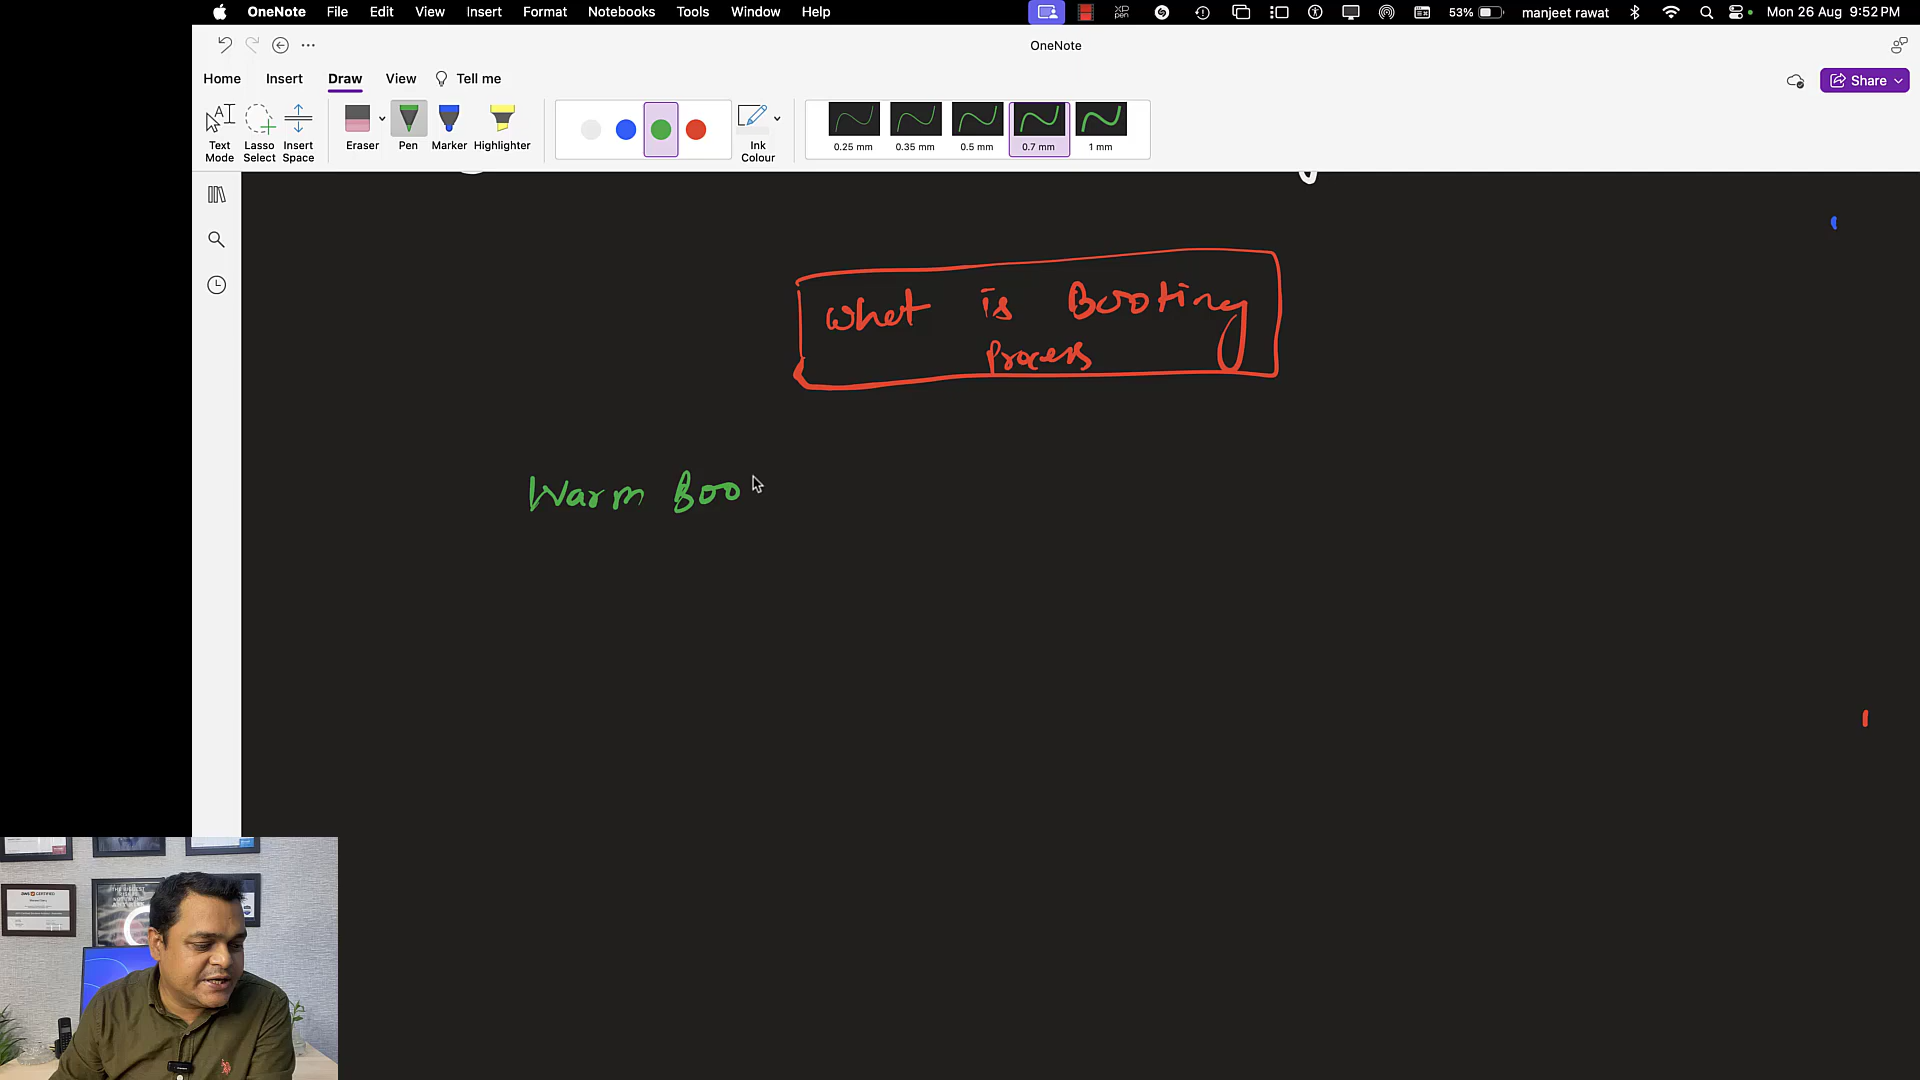 OneNote File Edit View Insert Format Notebooks Tools Window Help XP pen 53% manjeet rawat Mon 26 Aug 9:52 PM
OneNote
Home Insert Draw View Tell me Share
Text Mode Lasso Select Insert Space Eraser Pen Marker Highlighter Ink Colour 0.25 mm 0.35 mm 0.5 mm 0.7 mm 1 mm
What is Booting
Process
Warm Boo